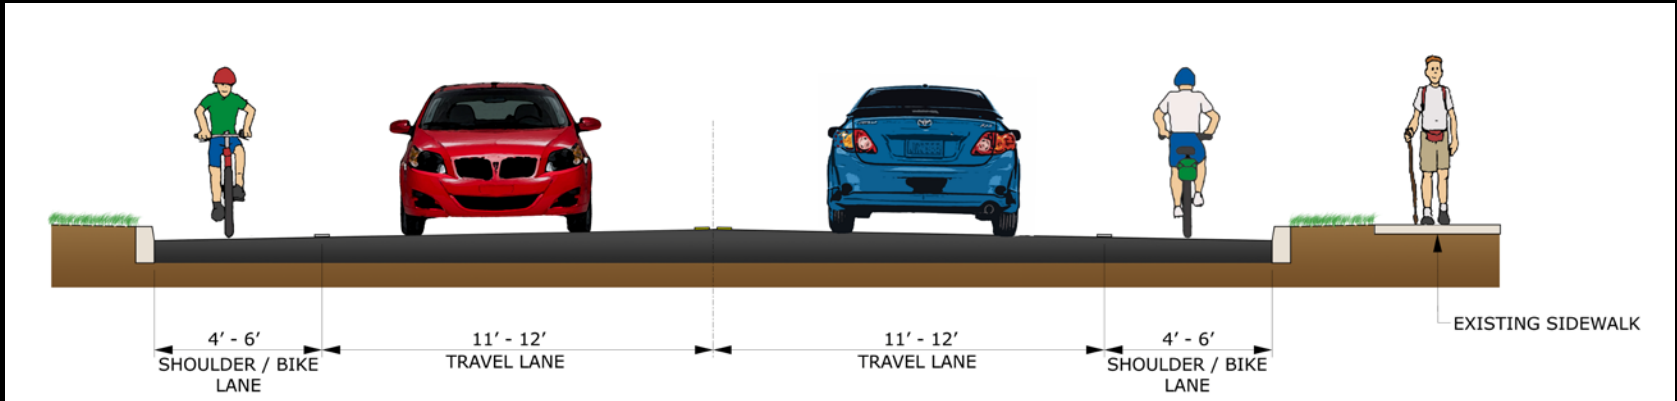 4' - 6'
SHOULDER / BIKE
LANE
11' - 12'
TRAVEL LANE
11' - 12'
TRAVEL LANE
4' - 6'
SHOULDER / BIKE
LANE
EXISTING SIDEWALK